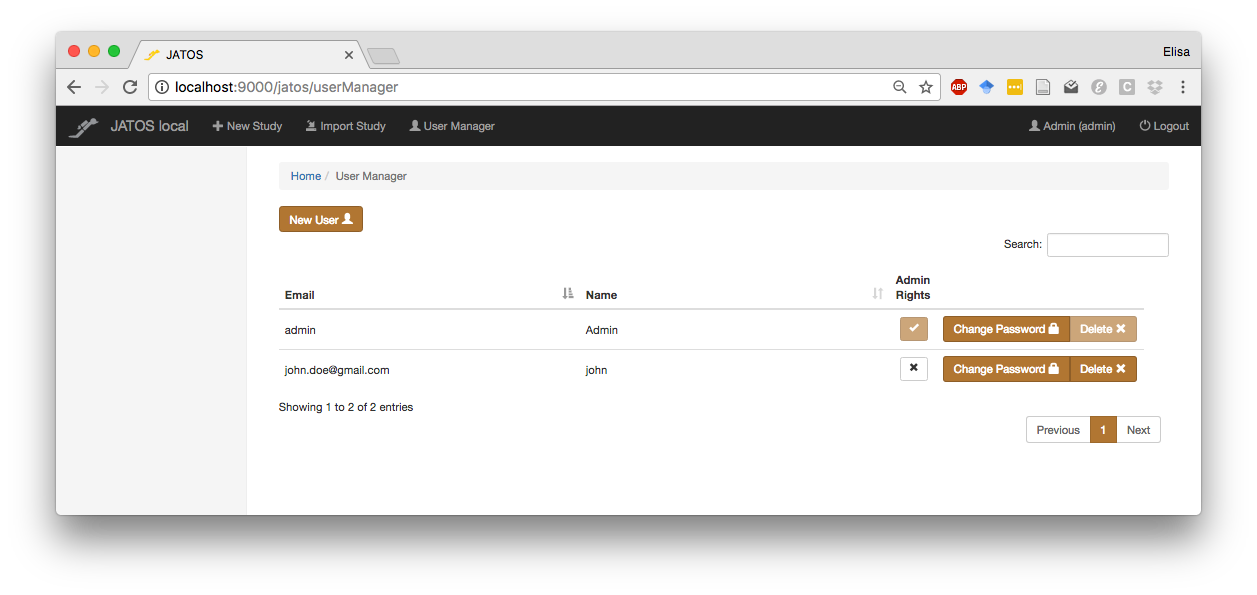 JATOS
Elisa
localhost:9000/jatos/userManager
ABP
C
JATOS local New Study Import Study User Manager Admin (admin) Logout
Home / User Manager
New User
Search:
Email Name Admin Rights
admin Admin Change Password Delete
john.doe@gmail.com john Change Password Delete
Showing 1 to 2 of 2 entries
Previous 1 Next